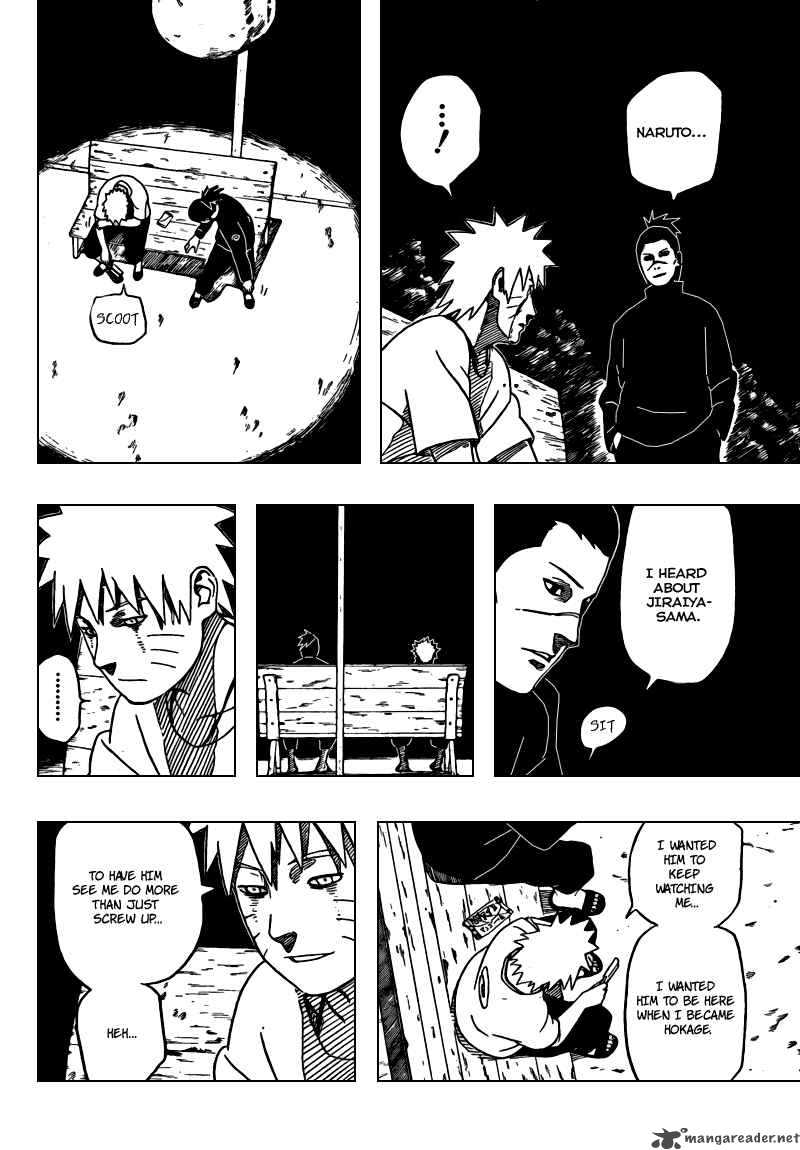 NARUTO...
...!
SCOOT
I HEARD
ABOUT
JIRAIYA-
SAMA.
SIT
.......
I WANTED
HIM TO
KEEP
WATCHING
ME...
I WANTED
HIM TO BE HERE
WHEN I BECAME
HOKAGE.
TO HAVE HIM
SEE ME DO MORE
THAN JUST
SCREW UP...
HEH...
mangareader.net